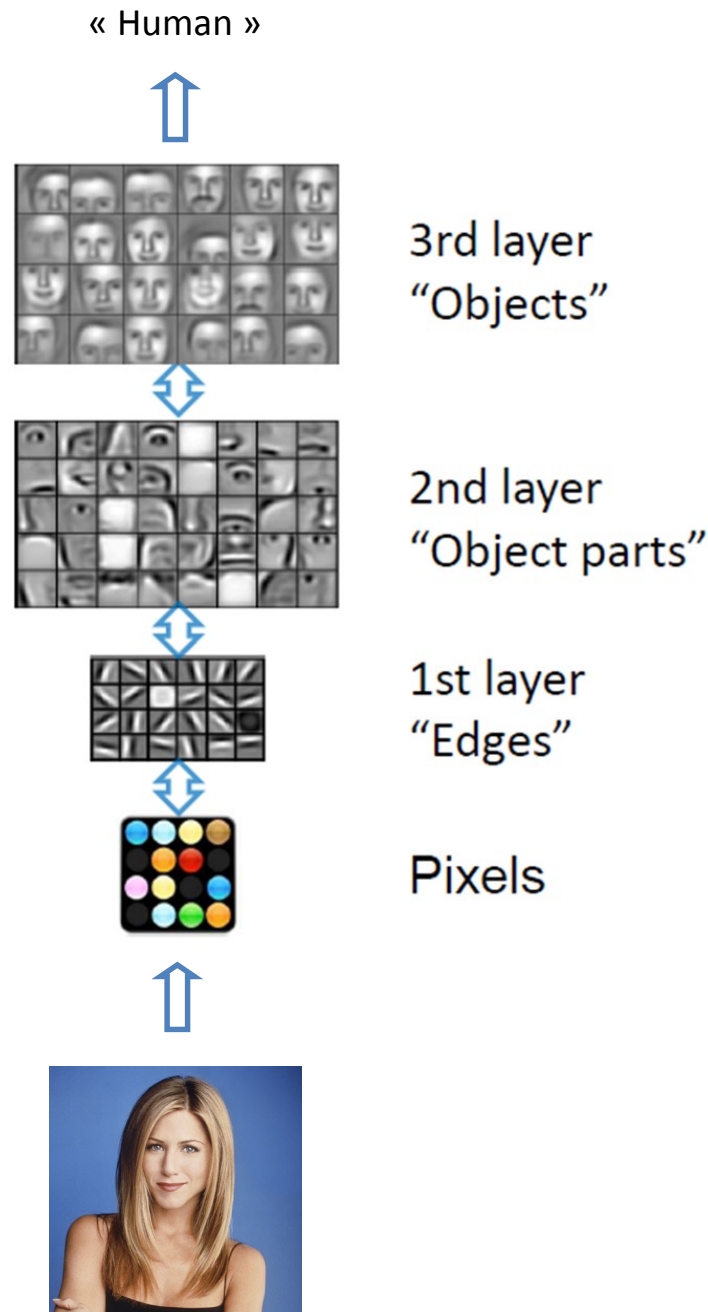 « Human »
3rd layer
“Objects”
2nd layer
“Object parts”
1st layer
“Edges”
Pixels